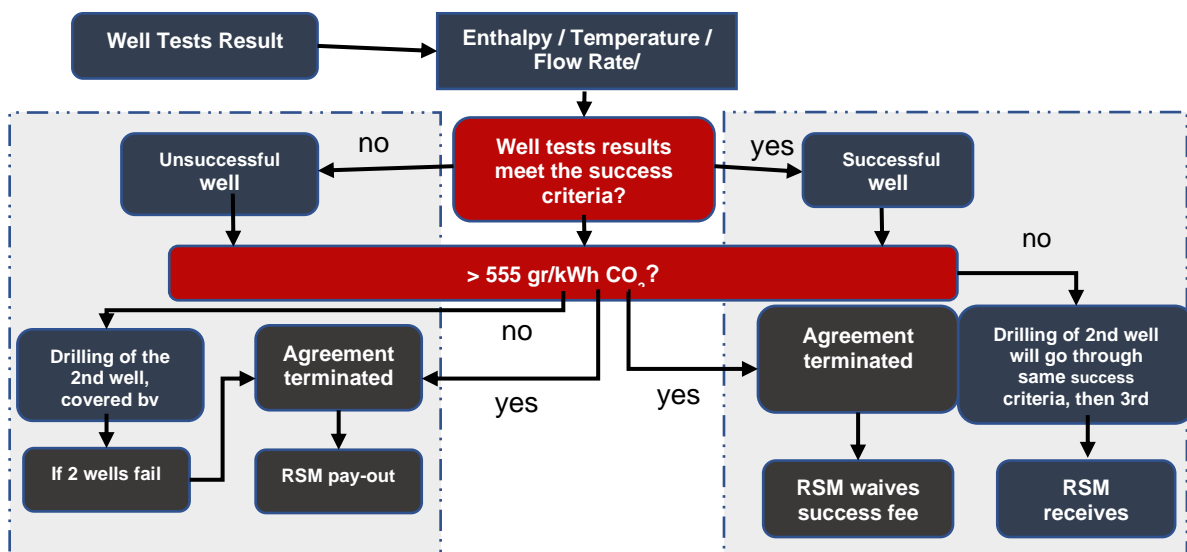 Well Tests Result
Enthalpy / Temperature /
Flow Rate/
no
Well tests results
meet the success
criteria?
yes
Unsuccessful
well
Successful
well
no
> 555 gr/kWh CO₂?
Drilling of the
2nd well,
covered by
no
Agreement
terminated
yes
yes
Agreement
terminated
Drilling of 2nd well
will go through
same success
criteria, then 3rd
If 2 wells fail
RSM pay-out
RSM waives
success fee
RSM
receives